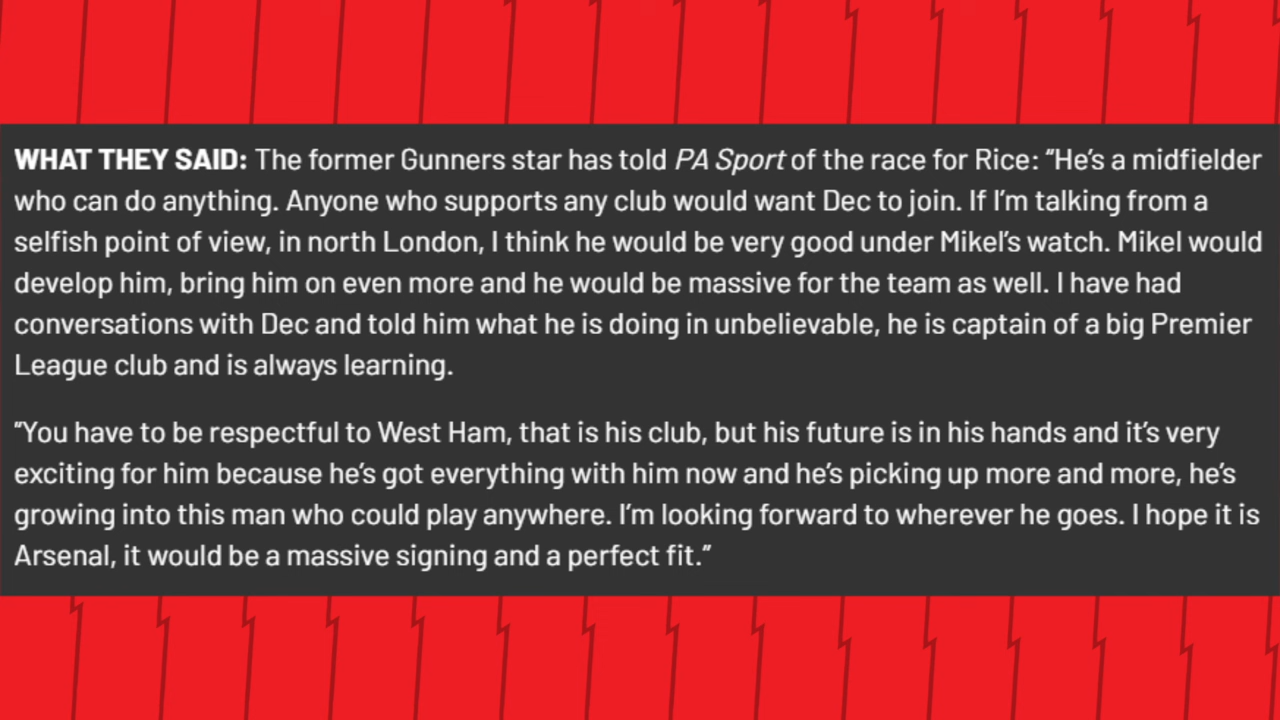 WHAT THEY SAID: The former Gunners star has told PA Sport of the race for Rice: “He’s a midfielder
who can do anything. Anyone who supports any club would want Dec to join. If I’m talking from a
selfish point of view, in north London, I think he would be very good under Mikel’s watch. Mikel would
develop him, bring him on even more and he would be massive for the team as well. I have had
conversations with Dec and told him what he is doing in unbelievable, he is captain of a big Premier
League club and is always learning.
“You have to be respectful to West Ham, that is his club, but his future is in his hands and it’s very
exciting for him because he’s got everything with him now and he’s picking up more and more, he’s
growing into this man who could play anywhere. I’m looking forward to wherever he goes. I hope it is
Arsenal, it would be a massive signing and a perfect fit.”